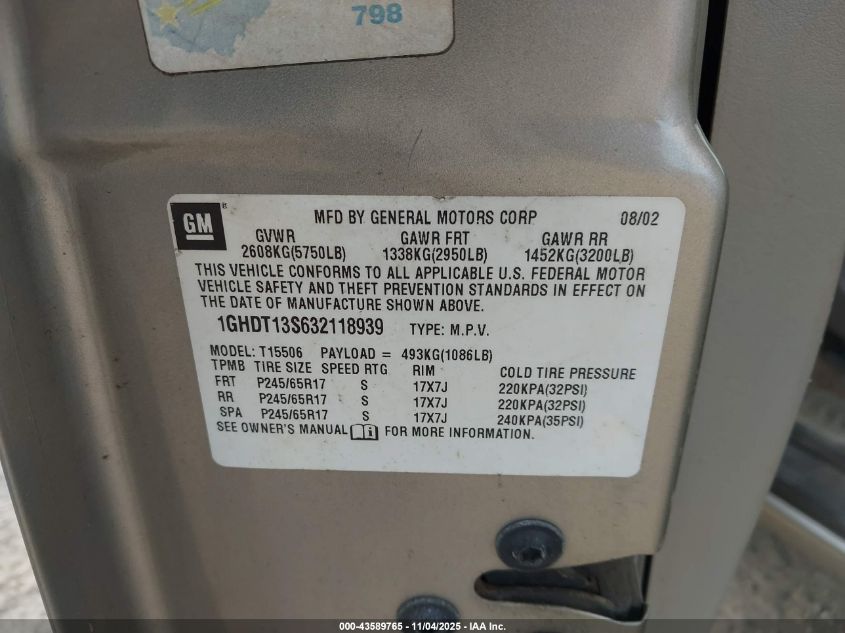 798
GM
MFD BY GENERAL MOTORS CORP 08/02
GVWR GAWR FRT GAWR RR
2608KG(5750LB) 1338KG(2950LB) 1452KG(3200LB)
THIS VEHICLE CONFORMS TO ALL APPLICABLE U.S. FEDERAL MOTOR
VEHICLE SAFETY AND THEFT PREVENTION STANDARDS IN EFFECT ON
THE DATE OF MANUFACTURE SHOWN ABOVE.
1GHDT13S632118939 TYPE: M.P.V.
MODEL: T15506 PAYLOAD = 493KG(1086LB)
TPMB TIRE SIZE SPEED RTG RIM COLD TIRE PRESSURE
FRT P245/65R17 S 17X7J 220KPA(32PSI)
RR P245/65R17 S 17X7J 220KPA(32PSI)
SPA P245/65R17 S 17X7J 240KPA(35PSI)
SEE OWNER'S MANUAL FOR MORE INFORMATION.
000-43589765 - 11/04/2025 - IAA Inc.